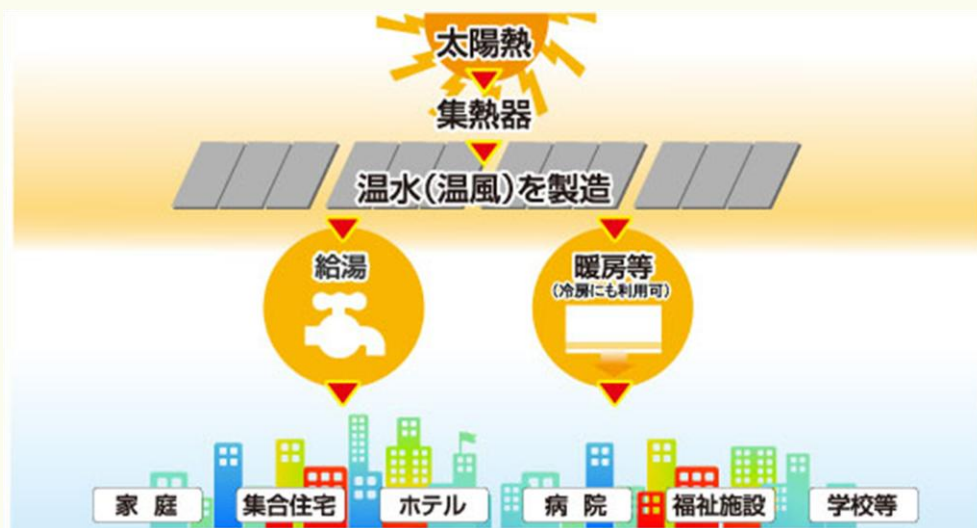 太陽熱
集熱器
温水(温風)を製造
給湯
暖房等
(冷房にも利用可)
家庭
集合住宅
ホテル
病院
福祉施設
学校等